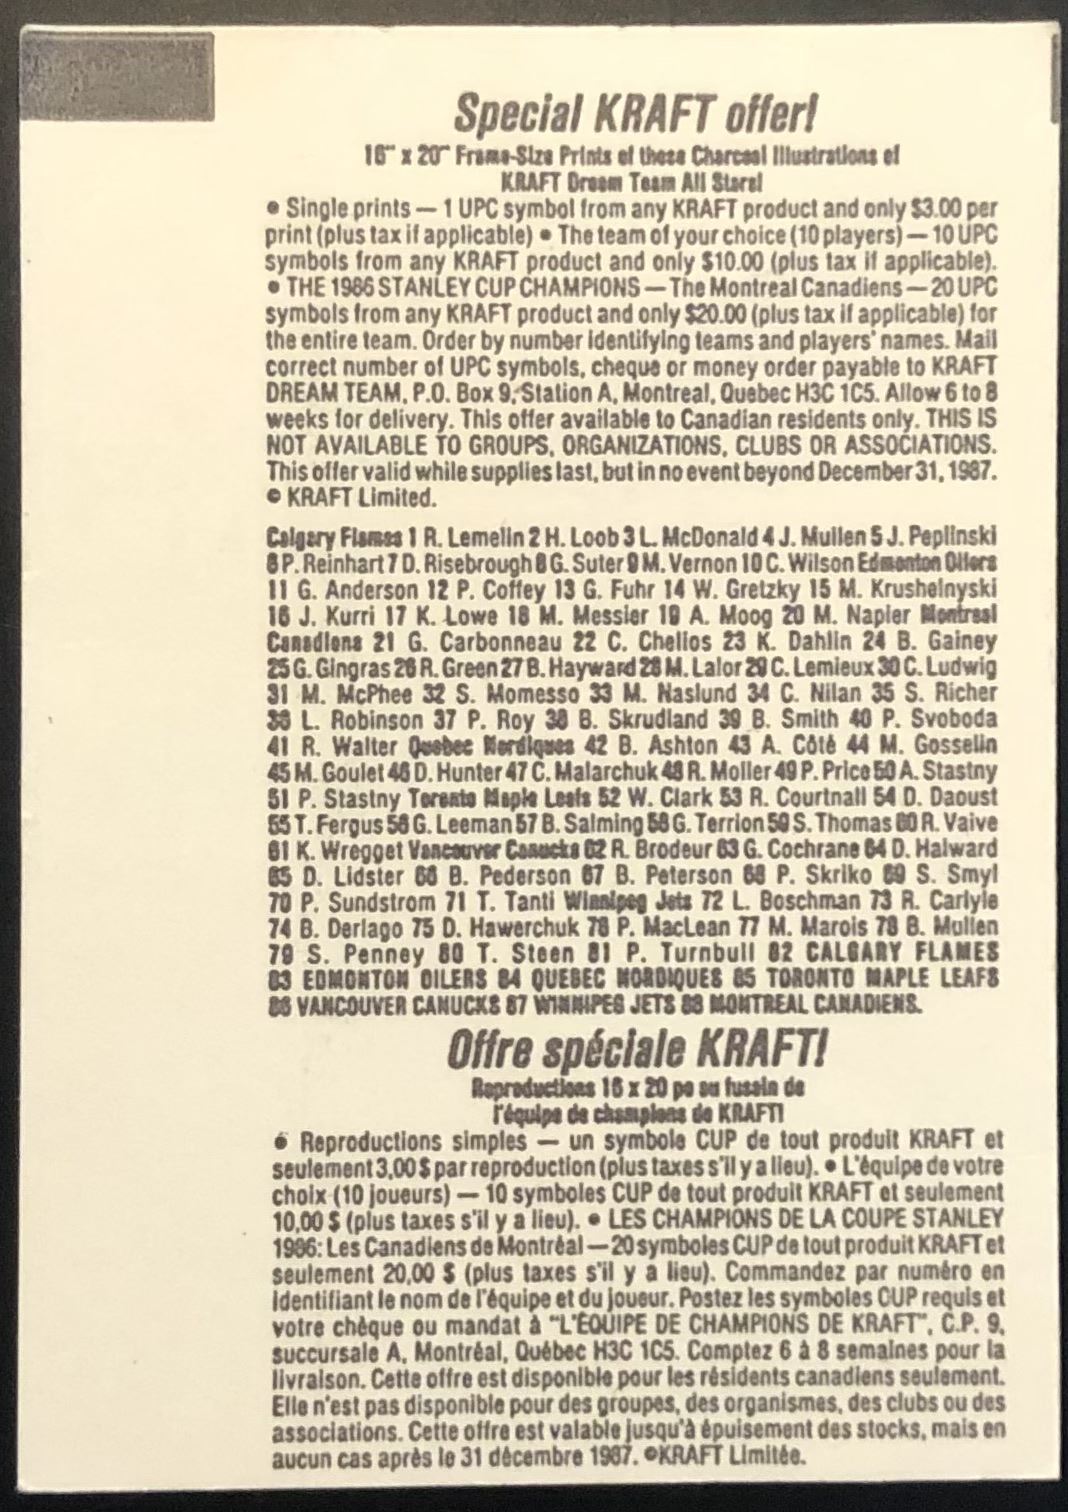 Special KRAFT offer!
16" x 20" Frame-Size Prints of these Charcoal Illustrations of
KRAFT Dream Team All Stars!
• Single prints — 1 UPC symbol from any KRAFT product and only $3.00 per
print (plus tax if applicable) • The team of your choice (10 players) — 10 UPC
symbols from any KRAFT product and only $10.00 (plus tax if applicable).
• THE 1986 STANLEY CUP CHAMPIONS — The Montreal Canadiens — 20 UPC
symbols from any KRAFT product and only $20.00 (plus tax if applicable) for
the entire team. Order by number identifying teams and players' names. Mail
correct number of UPC symbols, cheque or money order payable to KRAFT
DREAM TEAM, P.O. Box 9, Station A, Montreal, Quebec H3C 1C5. Allow 6 to 8
weeks for delivery. This offer available to Canadian residents only. THIS IS
NOT AVAILABLE TO GROUPS, ORGANIZATIONS, CLUBS OR ASSOCIATIONS.
This offer valid while supplies last, but in no event beyond December 31, 1987.
© KRAFT Limited.
Calgary Flames 1 R. Lemelin 2 H. Loob 3 L. McDonald 4 J. Mullen 5 J. Peplinski
6 P. Reinhart 7 D. Risebrough 8 G. Suter 9 M. Vernon 10 C. Wilson Edmonton Oilers
11 G. Anderson 12 P. Coffey 13 G. Fuhr 14 W. Gretzky 15 M. Krushelnyski
16 J. Kurri 17 K. Lowe 18 M. Messier 19 A. Moog 20 M. Napier Montreal
Canadiens 21 G. Carbonneau 22 C. Chelios 23 K. Dahlin 24 B. Gainey
25 G. Gingras 26 R. Green 27 B. Hayward 28 M. Lalor 29 C. Lemieux 30 C. Ludwig
31 M. McPhee 32 S. Momesso 33 M. Naslund 34 C. Nilan 35 S. Richer
36 L. Robinson 37 P. Roy 38 B. Skrudland 39 B. Smith 40 P. Svoboda
41 R. Walter Quebec Nordiques 42 B. Ashton 43 A. Côté 44 M. Gosselin
45 M. Goulet 46 D. Hunter 47 C. Malarchuk 48 R. Moller 49 P. Price 50 A. Stastny
51 P. Stastny Toronto Maple Leafs 52 W. Clark 53 R. Courtnall 54 D. Daoust
55 T. Fergus 56 G. Leeman 57 B. Salming 58 G. Terrion 59 S. Thomas 60 R. Vaive
61 K. Wregget Vancouver Canucks 62 R. Brodeur 63 G. Cochrane 64 D. Halward
65 D. Lidster 66 B. Pederson 67 B. Peterson 68 P. Skriko 69 S. Smyl
70 P. Sundstrom 71 T. Tanti Winnipeg Jets 72 L. Boschman 73 R. Carlyle
74 B. Derlago 75 D. Hawerchuk 76 P. MacLean 77 M. Marois 78 B. Mullen
79 S. Penney 80 T. Steen 81 P. Turnbull 82 CALGARY FLAMES
83 EDMONTON OILERS 84 QUEBEC NORDIQUES 85 TORONTO MAPLE LEAFS
86 VANCOUVER CANUCKS 87 WINNIPEG JETS 88 MONTREAL CANADIENS.
Offre spéciale KRAFT!
Reproductions 16 x 20 po au fusain de
l'équipe de champions de KRAFT!
• Reproductions simples — un symbole CUP de tout produit KRAFT et
seulement 3,00 $ par reproduction (plus taxes s'il y a lieu). • L'équipe de votre
choix (10 joueurs) — 10 symboles CUP de tout produit KRAFT et seulement
10,00 $ (plus taxes s'il y a lieu). • LES CHAMPIONS DE LA COUPE STANLEY
1986: Les Canadiens de Montréal — 20 symboles CUP de tout produit KRAFT et
seulement 20,00 $ (plus taxes s'il y a lieu). Commandez par numéro en
identifiant le nom de l'équipe et du joueur. Postez les symboles CUP requis et
votre chèque ou mandat à "L'ÉQUIPE DE CHAMPIONS DE KRAFT", C.P. 9,
succursale A, Montréal, Québec H3C 1C5. Comptez 6 à 8 semaines pour la
livraison. Cette offre est disponible pour les résidents canadiens seulement.
Elle n'est pas disponible pour des groupes, des organismes, des clubs ou des
associations. Cette offre est valable jusqu'à épuisement des stocks, mais en
aucun cas après le 31 décembre 1987. ©KRAFT Limitée.